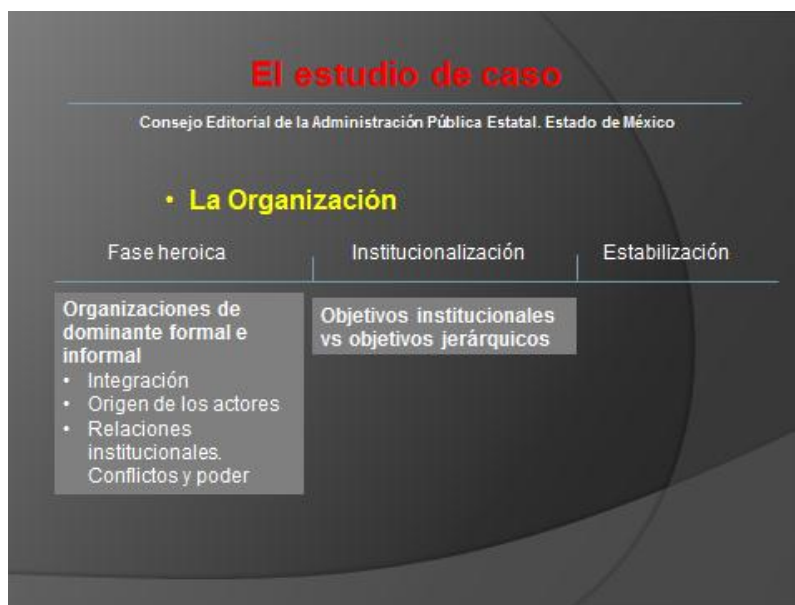 El estudio de caso
Consejo Editorial de la Administración Pública Estatal. Estado de México
• La Organización
Fase heroica
Institucionalización
Estabilización
Organizaciones de
dominante formal e
informal
• Integración
• Origen de los actores
• Relaciones
institucionales.
Conflictos y poder
Objetivos institucionales
vs objetivos jerárquicos